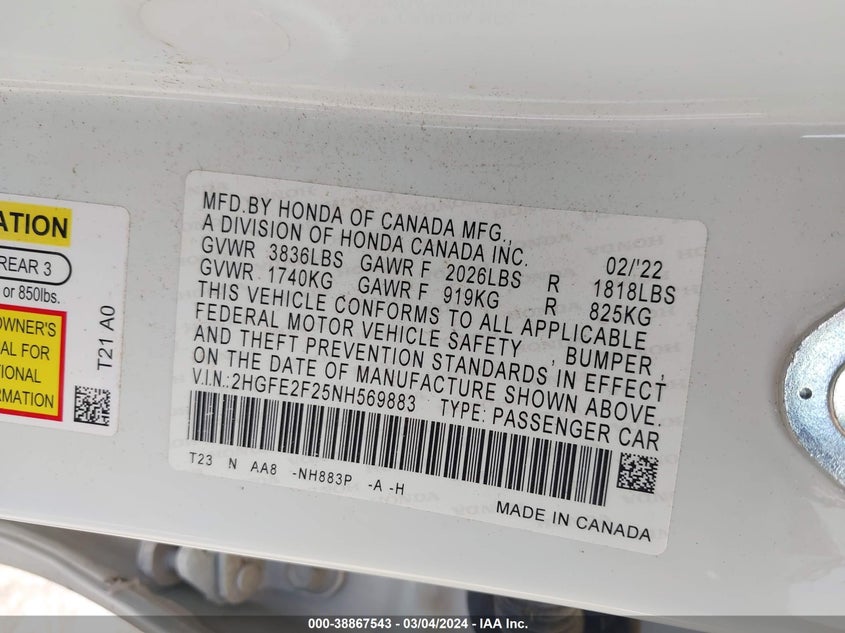 ATION
REAR 3
or 850lbs.
OWNER'S
AL FOR
TIONAL
ATION
T21 A0
MFD.BY HONDA OF CANADA MFG.,
A DIVISION OF HONDA CANADA INC. 02/'22
GVWR 3836LBS GAWR F 2026LBS R 1818LBS
GVWR 1740KG GAWR F 919KG R 825KG
THIS VEHICLE CONFORMS TO ALL APPLICABLE
FEDERAL MOTOR VEHICLE SAFETY , BUMPER ,
AND THEFT PREVENTION STANDARDS IN EFFECT
ON THE DATE OF MANUFACTURE SHOWN ABOVE.
V.I.N.:2HGFE2F25NH569883 TYPE: PASSENGER CAR
T23 N AA8 -NH883P -A -H
MADE IN CANADA
000-38867543 — 03/04/2024 — IAA Inc.